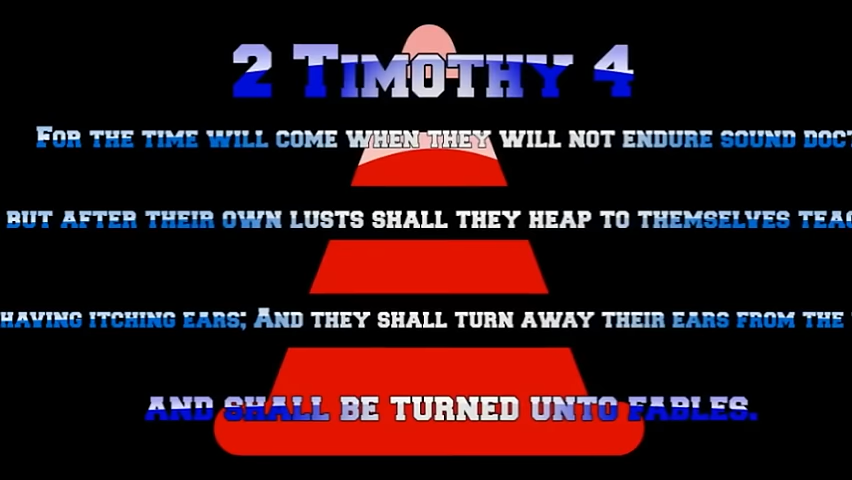 2 Timothy 4
For the time will come when they will not endure sound
but after their own lusts shall they heap to themselves
having itching ears; And they shall turn away their ears from the
and shall be turned unto fables.